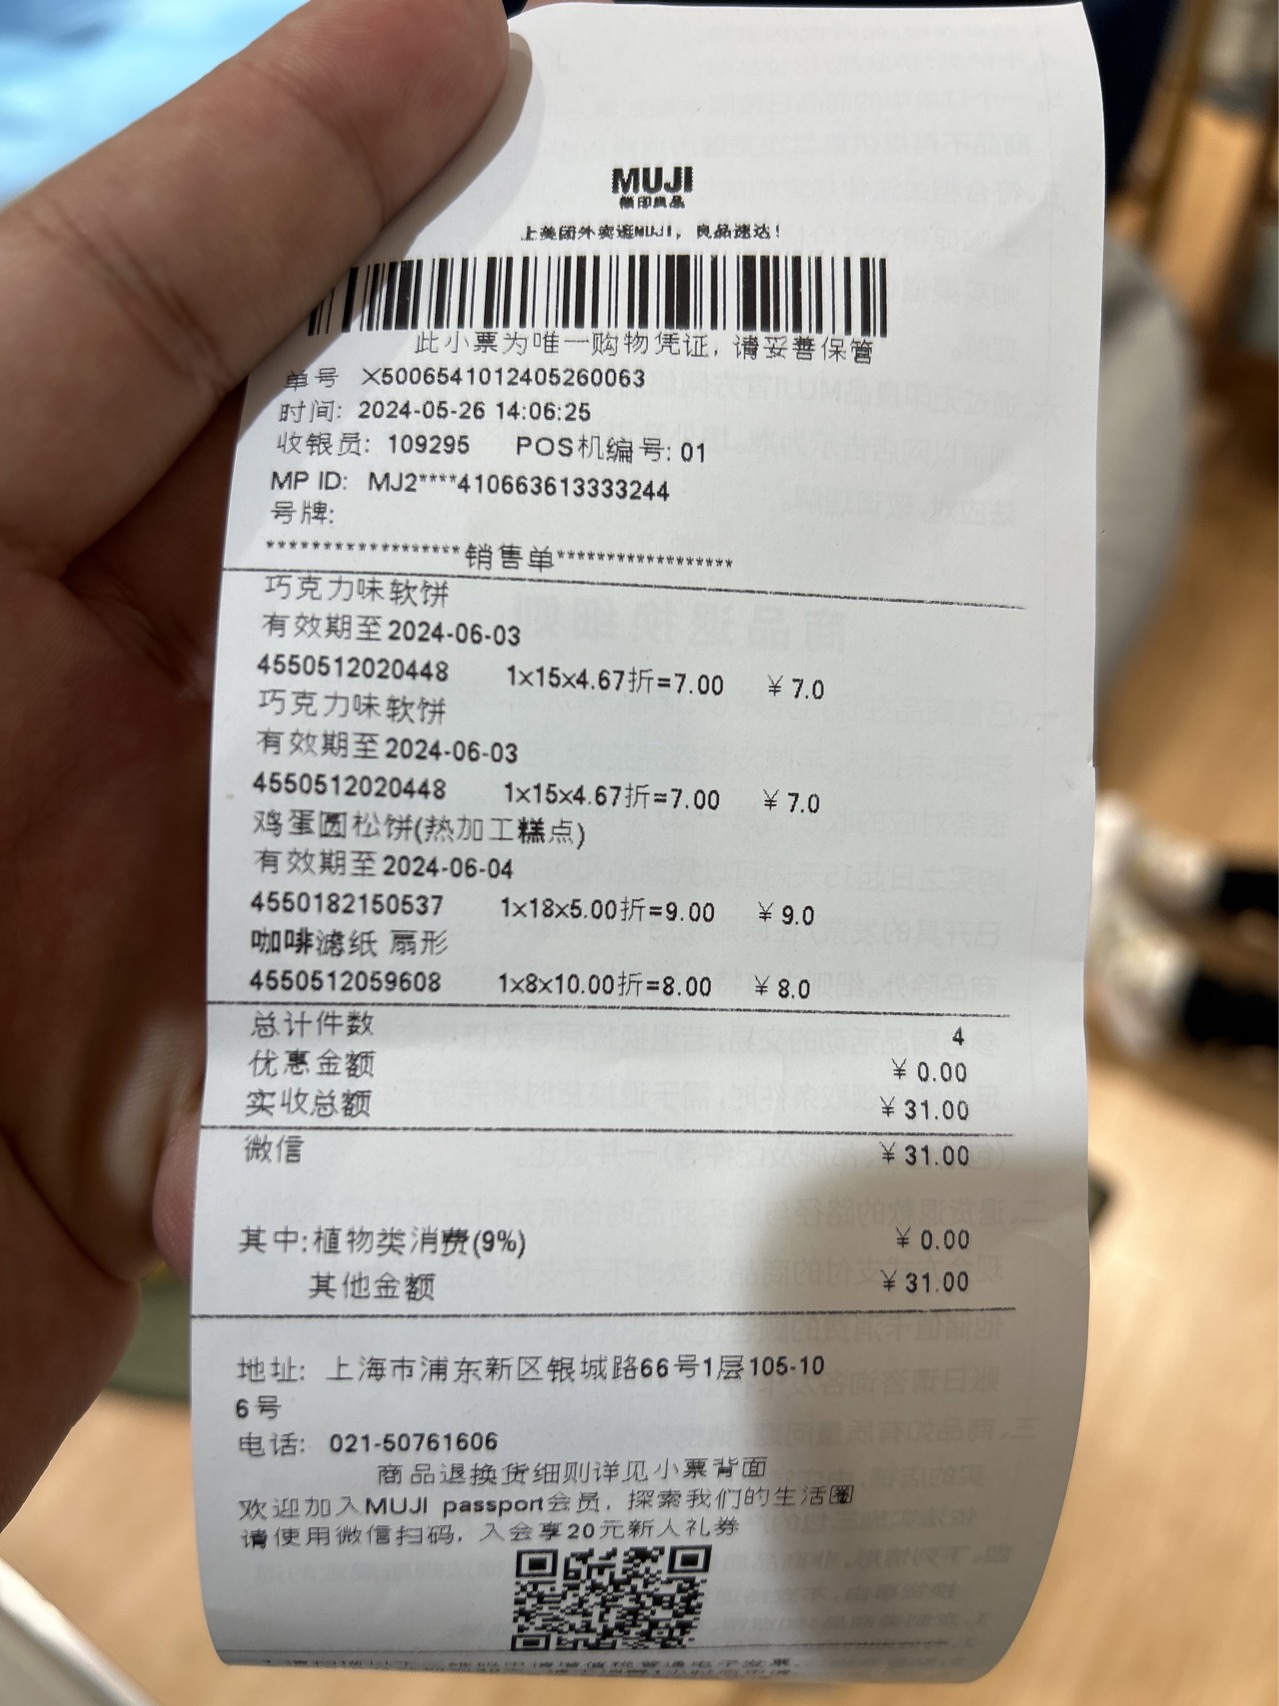 MUJI
無印良品
上美团外卖逛MUJI，良品速达！
此小票为唯一购物凭证，请妥善保管
单号 X5006541012405260063
时间: 2024-05-26 14:06:25
收银员: 109295 POS机编号: 01
MP ID: MJ2****410663613333244
号牌:
******************销售单******************
巧克力味软饼
有效期至2024-06-03
4550512020448 1x15x4.67折=7.00 ¥ 7.0
巧克力味软饼
有效期至2024-06-03
4550512020448 1x15x4.67折=7.00 ¥ 7.0
鸡蛋圆松饼(热加工糕点)
有效期至2024-06-04
4550182150537 1x18x5.00折=9.00 ¥ 9.0
咖啡滤纸 扇形
4550512059608 1x8x10.00折=8.00 ¥ 8.0
总计件数 4
优惠金额 ¥ 0.00
实收总额 ¥ 31.00
微信 ¥ 31.00
其中:植物类消费(9%) ¥ 0.00
其他金额 ¥ 31.00
地址: 上海市浦东新区银城路66号1层105-10
6号
电话: 021-50761606
商品退换货细则详见小票背面
欢迎加入MUJI passport会员，探索我们的生活圈
请使用微信扫码，入会享20元新人礼券